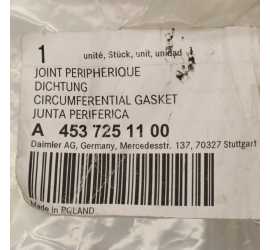 1 unité, Stück, unit, unidad
JOINT PERIPHERIQUE
DICHTUNG
CIRCUMFERENTIAL GASKET
JUNTA PERIFERICA
A 453 725 11 00
Daimler AG, Germany, Mercedesstr. 137, 70327 Stuttgart
Made in POLAND